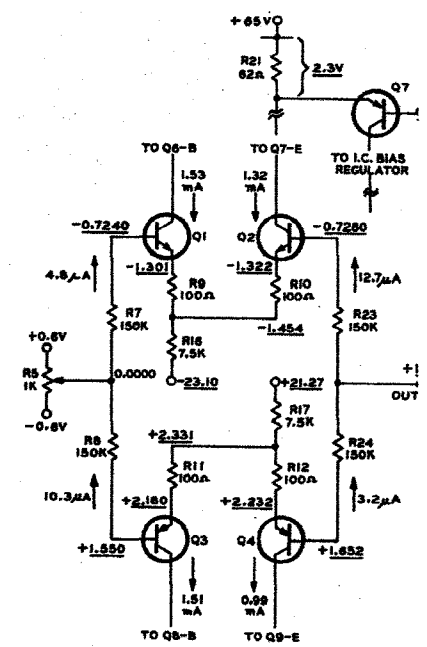 +65V
R21
62Ω
2.3V
Q7
TO Q6-B
TO Q7-E
TO I.C. BIAS
REGULATOR
1.53
mA
1.32
mA
-0.7240
Q1
Q2
-0.7280
-1.301
-1.322
4.8μA
R9
100Ω
R10
100Ω
12.7μA
R7
150K
R23
150K
-1.454
R16
7.5K
+0.6V
R5
1K
0.0000
-23.10
+21.27
+1
OUT
-0.6V
R17
7.5K
R8
150K
+2.331
R24
150K
R11
100Ω
R12
100Ω
10.3μA
+2.180
+2.232
3.2μA
+1.550
Q3
Q4
+1.652
1.51
mA
0.99
mA
TO Q8-B
TO Q9-E